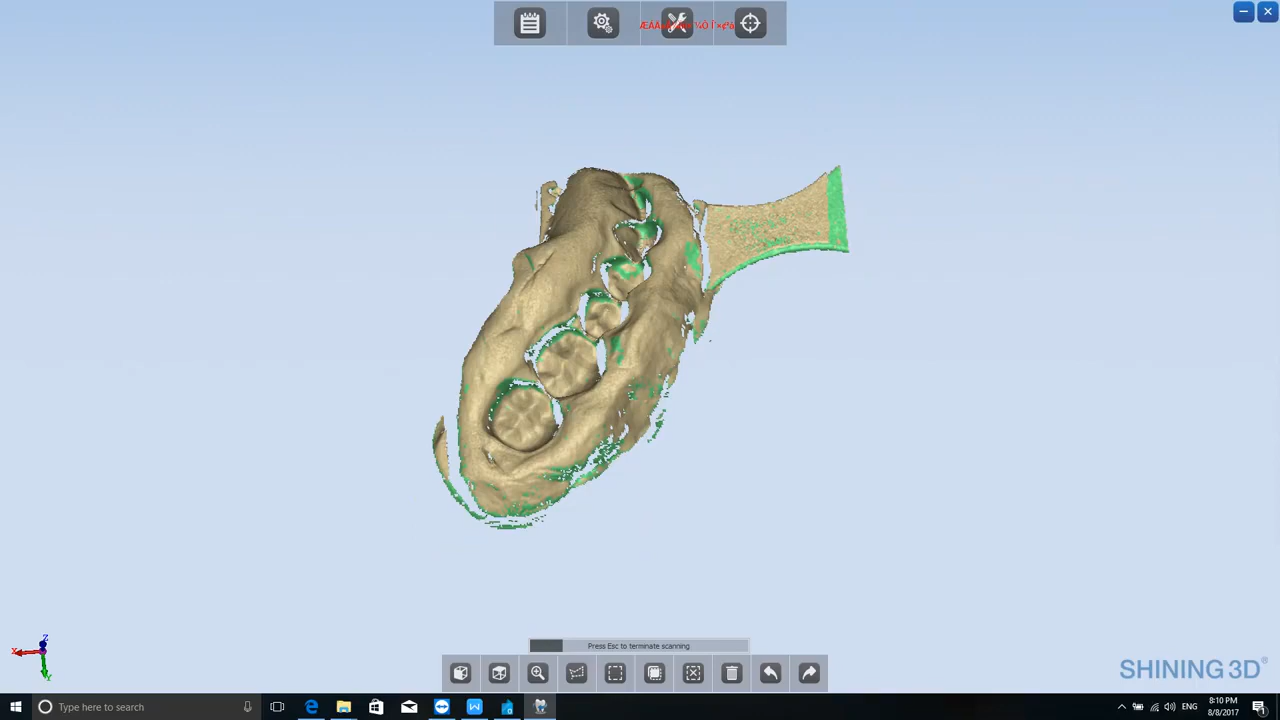 Press Esc to terminate scanning
SHINING 3D®
Type here to search
ENG
8:10 PM
8/8/2017